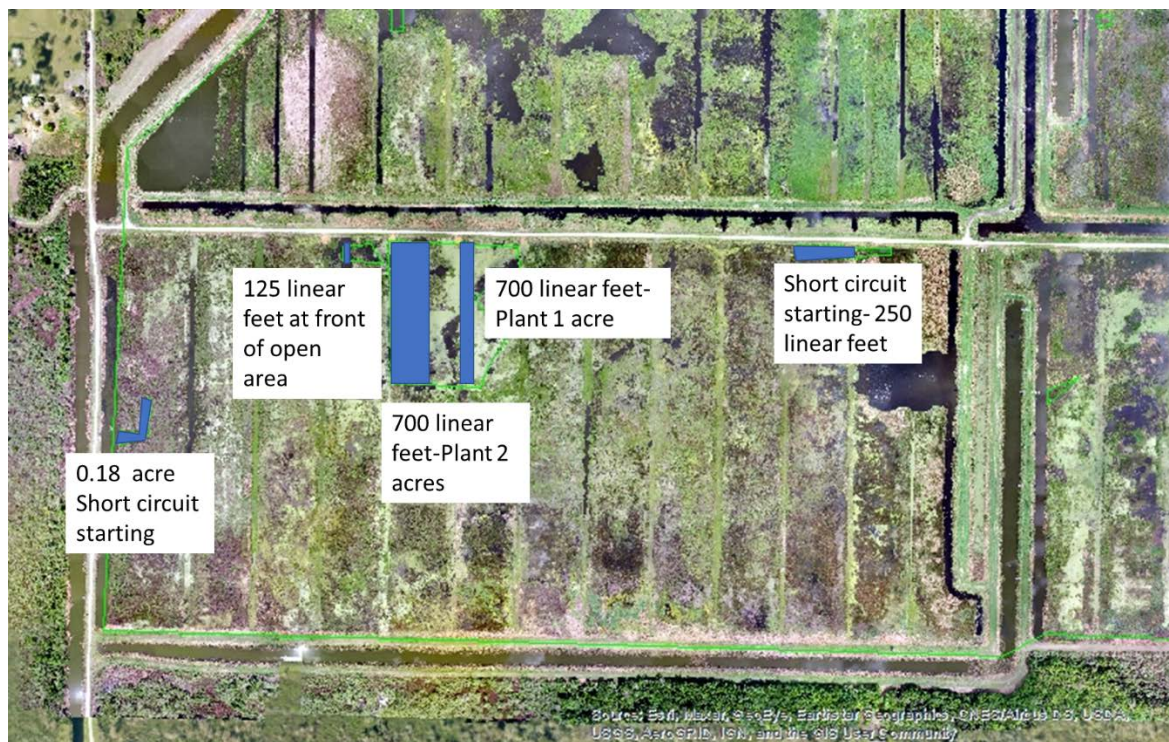 125 linear
feet at front
of open
area
700 linear feet-
Plant 1 acre
Short circuit
starting- 250
linear feet
700 linear
feet-Plant 2
acres
0.18  acre
Short circuit
starting
Source: Esri, Maxar, GeoEye, Earthstar Geographics, CNES/Airbus DS, USDA,
USGS, AeroGRID, IGN, and the GIS User Community